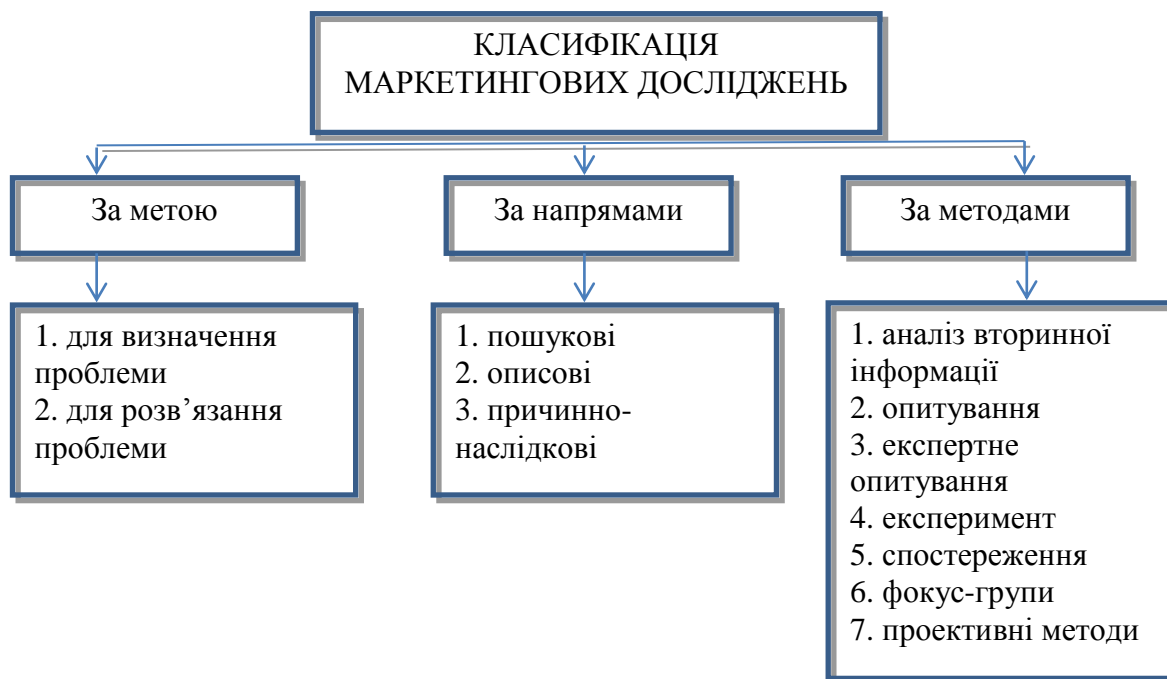 КЛАСИФІКАЦІЯ
МАРКЕТИНГОВИХ ДОСЛІДЖЕНЬ
За метою
За напрямами
За методами
1. для визначення
проблеми
2. для розв’язання
проблеми
1. пошукові
2. описові
3. причинно-
наслідкові
1. аналіз вторинної
інформації
2. опитування
3. експертне
опитування
4. експеримент
5. спостереження
6. фокус-групи
7. проективні методи